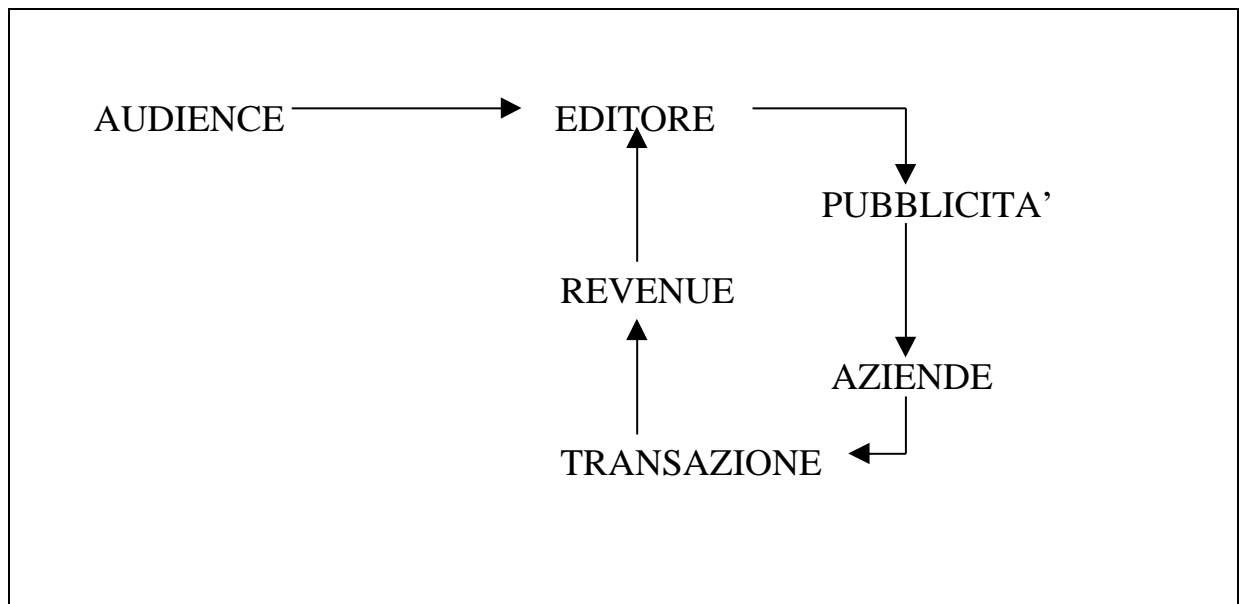 AUDIENCE EDITORE
PUBBLICITA’
REVENUE
AZIENDE
TRANSAZIONE